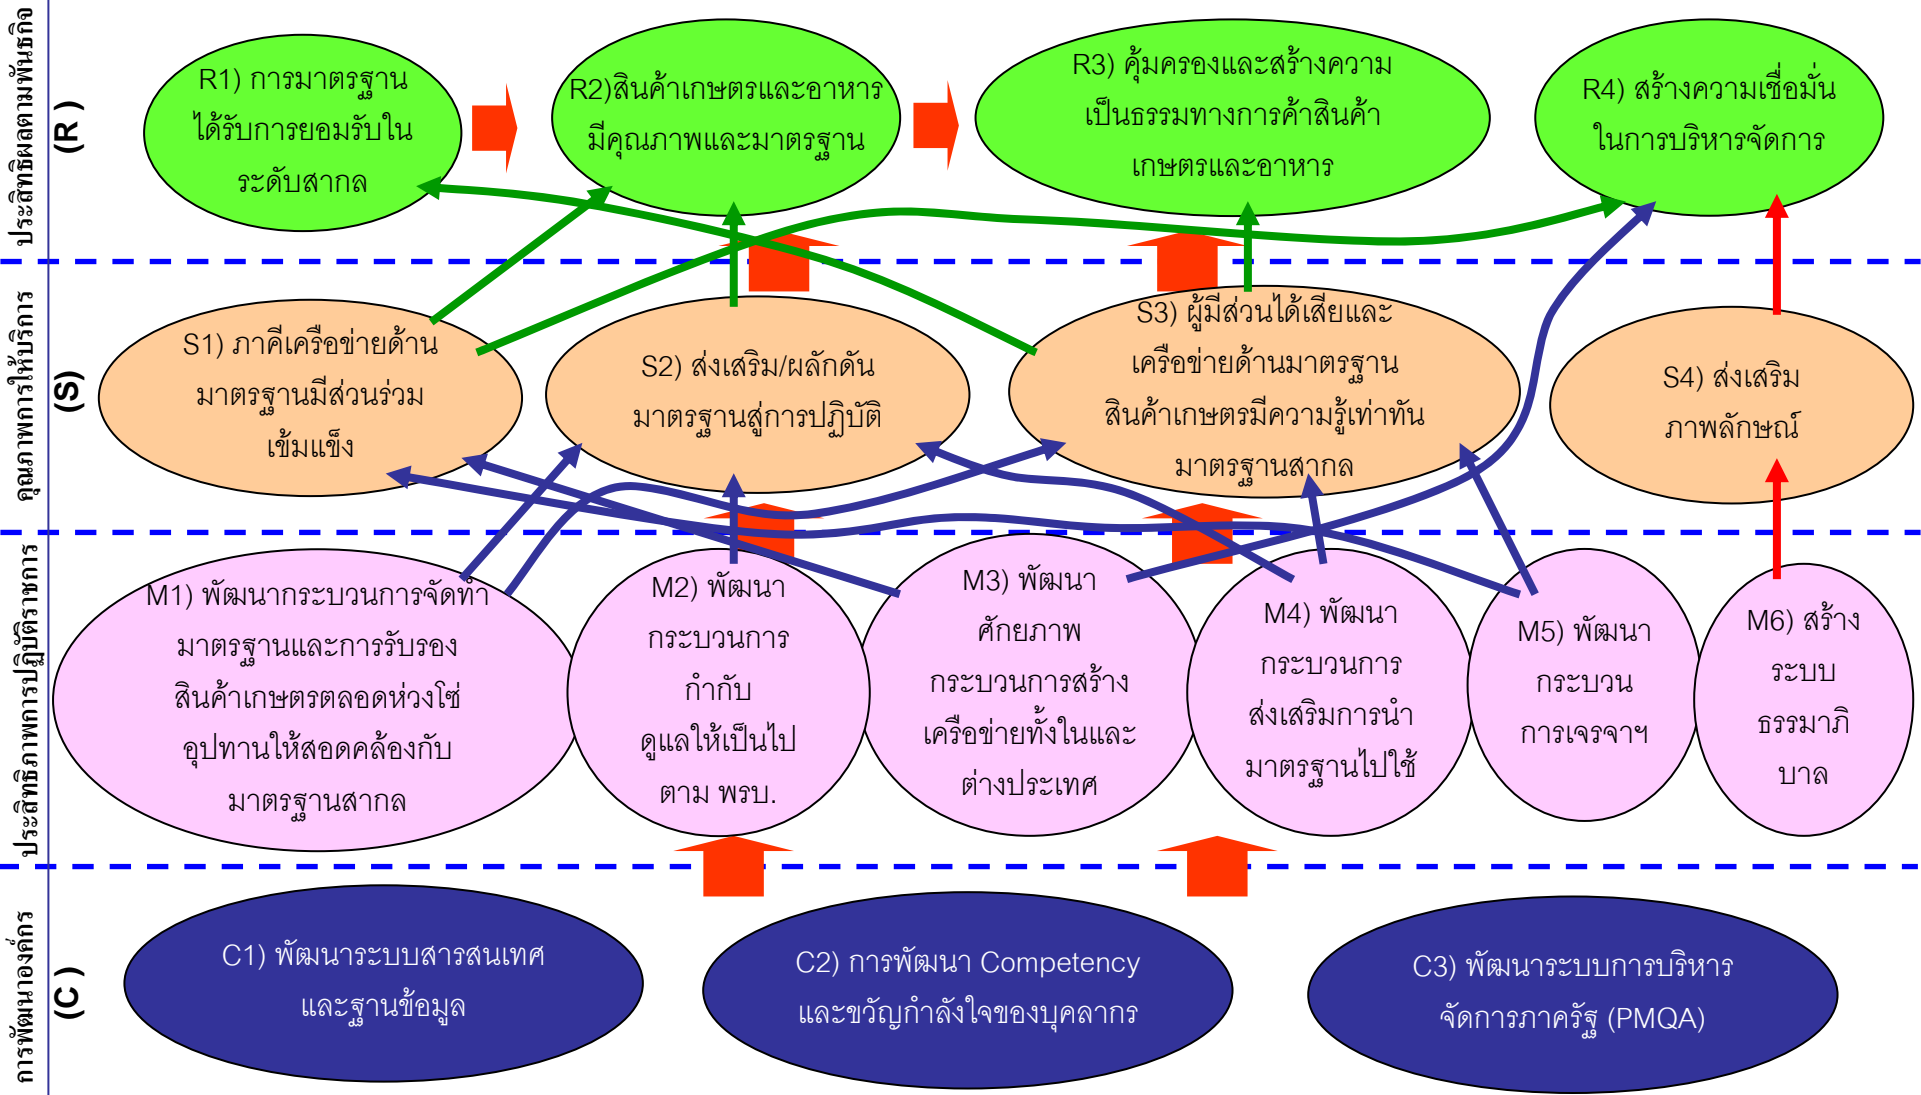 ประสิทธิผลตามพันธกิจ
(R )
R1) การมาตรฐาน
ได้รับการยอมรับใน
ระดับสากล
R2)สินค้าเกษตรและอาหาร
มีคุณภาพและมาตรฐาน
R3) คุ้มครองและสร้างความ
เป็นธรรมทางการค้าสินค้า
เกษตรและอาหาร
R4) สร้างความเชื่อมั่น
ในการบริหารจัดการ
คุณภาพการให้บริการ
(S)
S1) ภาคีเครือข่ายด้าน
มาตรฐานมีส่วนร่วม
เข้มแข็ง
S2) ส่งเสริม/ผลักดัน
มาตรฐานสู่การปฏิบัติ
S3) ผู้มีส่วนได้เสียและ
เครือข่ายด้านมาตรฐาน
สินค้าเกษตรมีความรู้เท่าทัน
มาตรฐานสากล
S4) ส่งเสริม
ภาพลักษณ์
ประสิทธิภาพการปฏิบัติราชการ
M1) พัฒนากระบวนการจัดทำ
มาตรฐานและการรับรอง
สินค้าเกษตรตลอดห่วงโซ่
อุปทานให้สอดคล้องกับ
มาตรฐานสากล
M2) พัฒนา
กระบวนการ
กำกับ
ดูแลให้เป็นไป
ตาม พรบ.
M3) พัฒนา
ศักยภาพ
กระบวนการสร้าง
เครือข่ายทั้งในและ
ต่างประเทศ
M4) พัฒนา
กระบวนการ
ส่งเสริมการนำ
มาตรฐานไปใช้
M5) พัฒนา
กระบวน
การเจรจาฯ
M6) สร้าง
ระบบ
ธรรมาภิ
บาล
การพัฒนาองค์กร
(C )
C1) พัฒนาระบบสารสนเทศ
และฐานข้อมูล
C2) การพัฒนา Competency
และขวัญกำลังใจของบุคลากร
C3) พัฒนาระบบการบริหาร
จัดการภาครัฐ (PMQA)